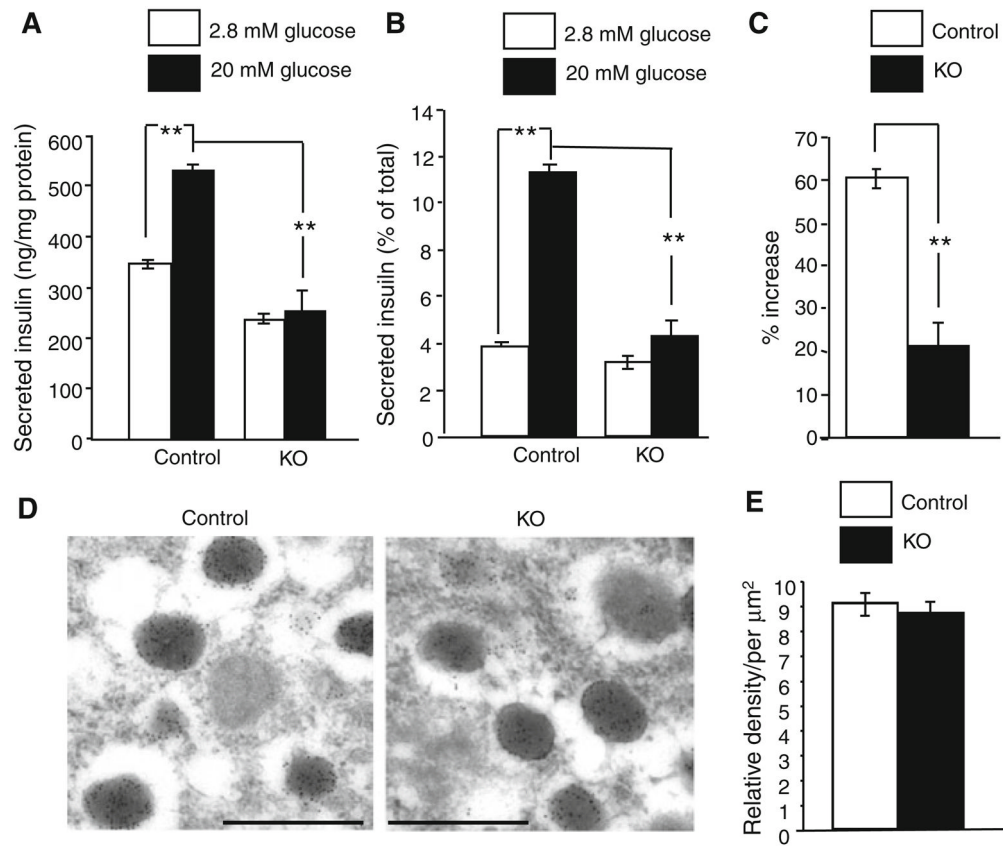 A
2.8 mM glucose
20 mM glucose
Secreted insulin (ng/mg protein)
600
500
400
300
200
100
0
**
**
Control
KO
B
2.8 mM glucose
20 mM glucose
Secreted insuiln (% of total)
14
12
10
8
6
4
2
0
**
**
Control
KO
C
Control
KO
% increase
70
60
50
40
30
20
10
0
**
D
Control
KO
E
Control
KO
Relative density/per μm²
10
9
8
7
6
5
4
3
2
1
0